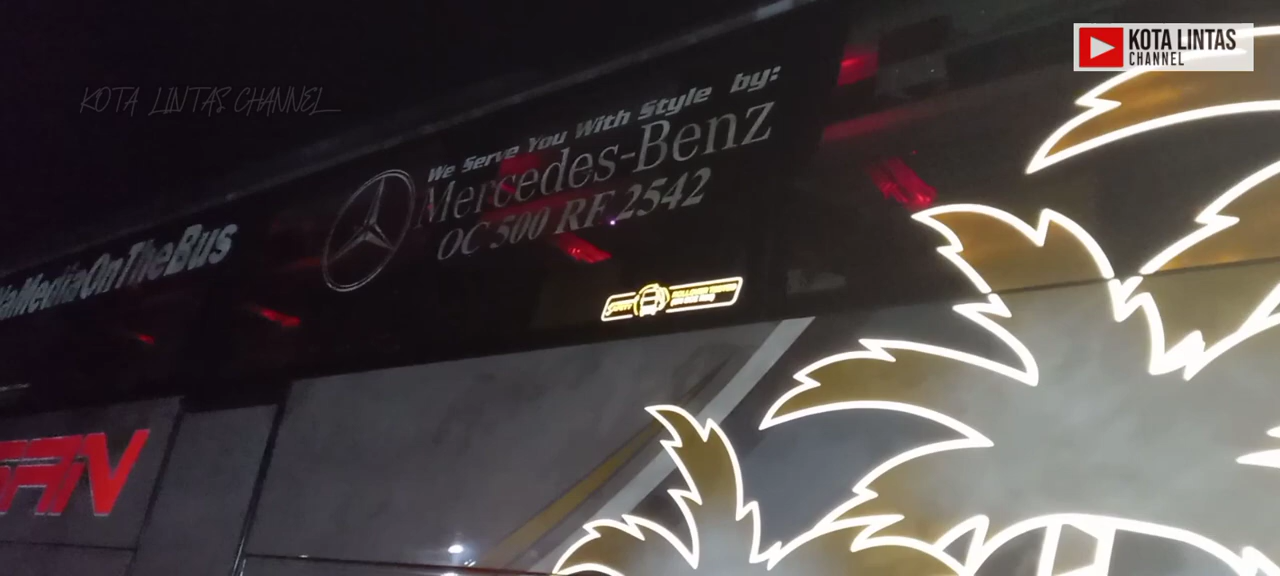 KOTA LINTAS
CHANNEL
KOTA LINTAS CHANNEL
We Serve You With Style by:
Mercedes-Benz
OC 500 RF 2542
MediaOnTheBus